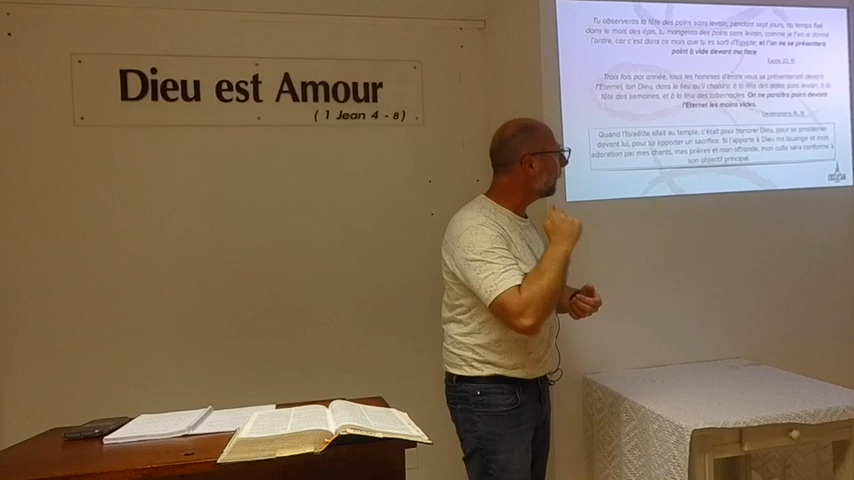 Dieu est Amour
( 1 Jean 4 - 8 )
Tu observeras la fête des pains sans levain, pendant sept jours, au temps fixé
dans le mois des épis, tu mangeras des pains sans levain, comme je t'en ai donné
l'ordre, car c'est dans ce mois que tu es sorti d'Egypte; et l'on ne se présentera
point à vide devant ma face
Exode 23, 15
Trois fois par année, tous les hommes d'entre vous se présenteront devant
l'Éternel, ton Dieu, dans le lieu qu'il choisira: à la fête des pains sans levain, à la
fête des semaines, et à la fête des tabernacles. On ne paraîtra point devant
l'Éternel les mains vides.
Quand l'Israélite allait au temple, c'était pour honorer Dieu, pour se prosterner
devant lui, pour lui apporter un sacrifice. Si j'apporte à Dieu ma louange et mon
adoration par mes chants, mes prières et mon offrande, mon culte sera conforme à
son objectif principal.